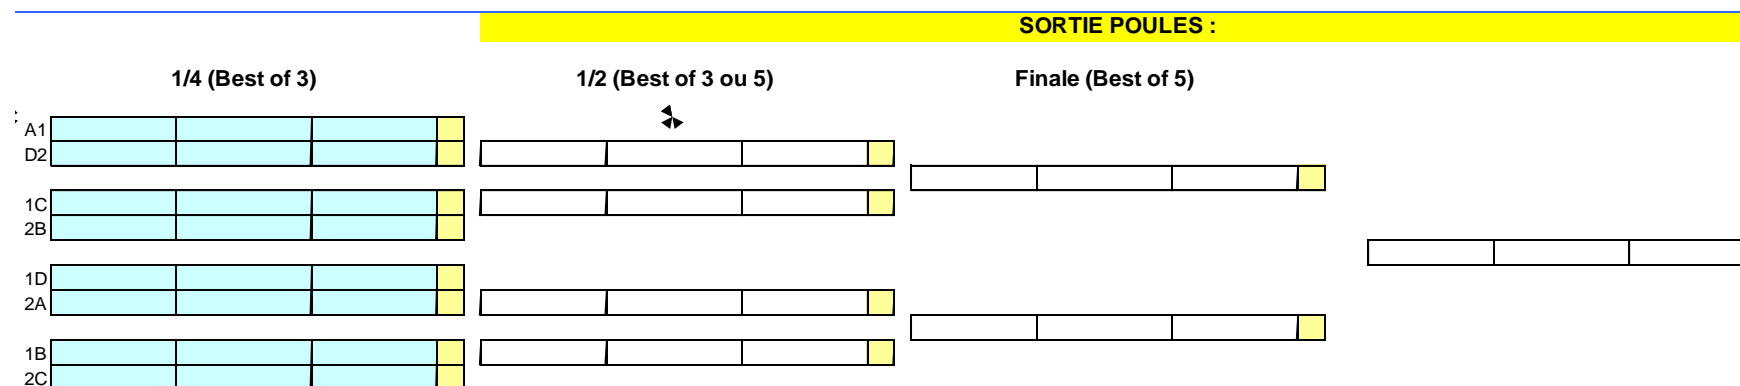 SORTIE POULES :
1/4 (Best of 3)
1/2 (Best of 3 ou 5)
Finale (Best of 5)
A1
D2
1C
2B
1D
2A
1B
2C